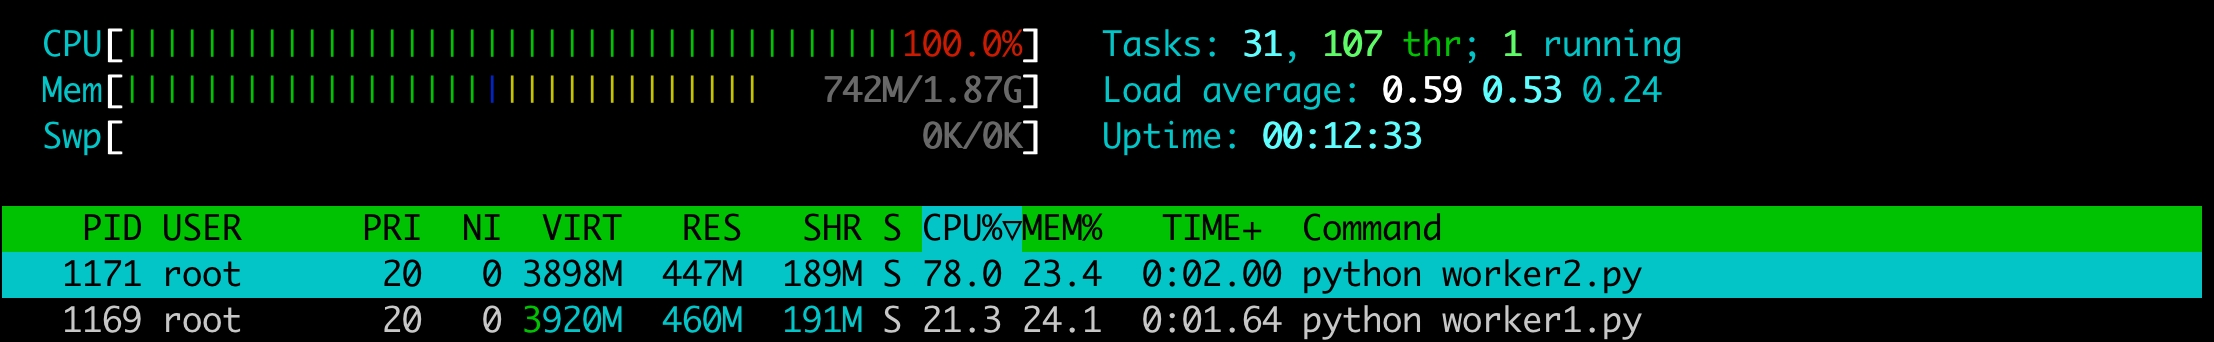 CPU[||||||||||||||||||||||||||||||||||||||||||||||||100.0%] Tasks: 31, 107 thr; 1 running
Mem[|||||||||||||||||||||||||||||||||||||||  742M/1.87G] Load average: 0.59 0.53 0.24
Swp[ 0K/0K] Uptime: 00:12:33
PID USER PRI NI VIRT RES SHR S CPU%▽MEM% TIME+ Command
1171 root 20 0 3898M 447M 189M S 78.0 23.4 0:02.00 python worker2.py
1169 root 20 0 3920M 460M 191M S 21.3 24.1 0:01.64 python worker1.py